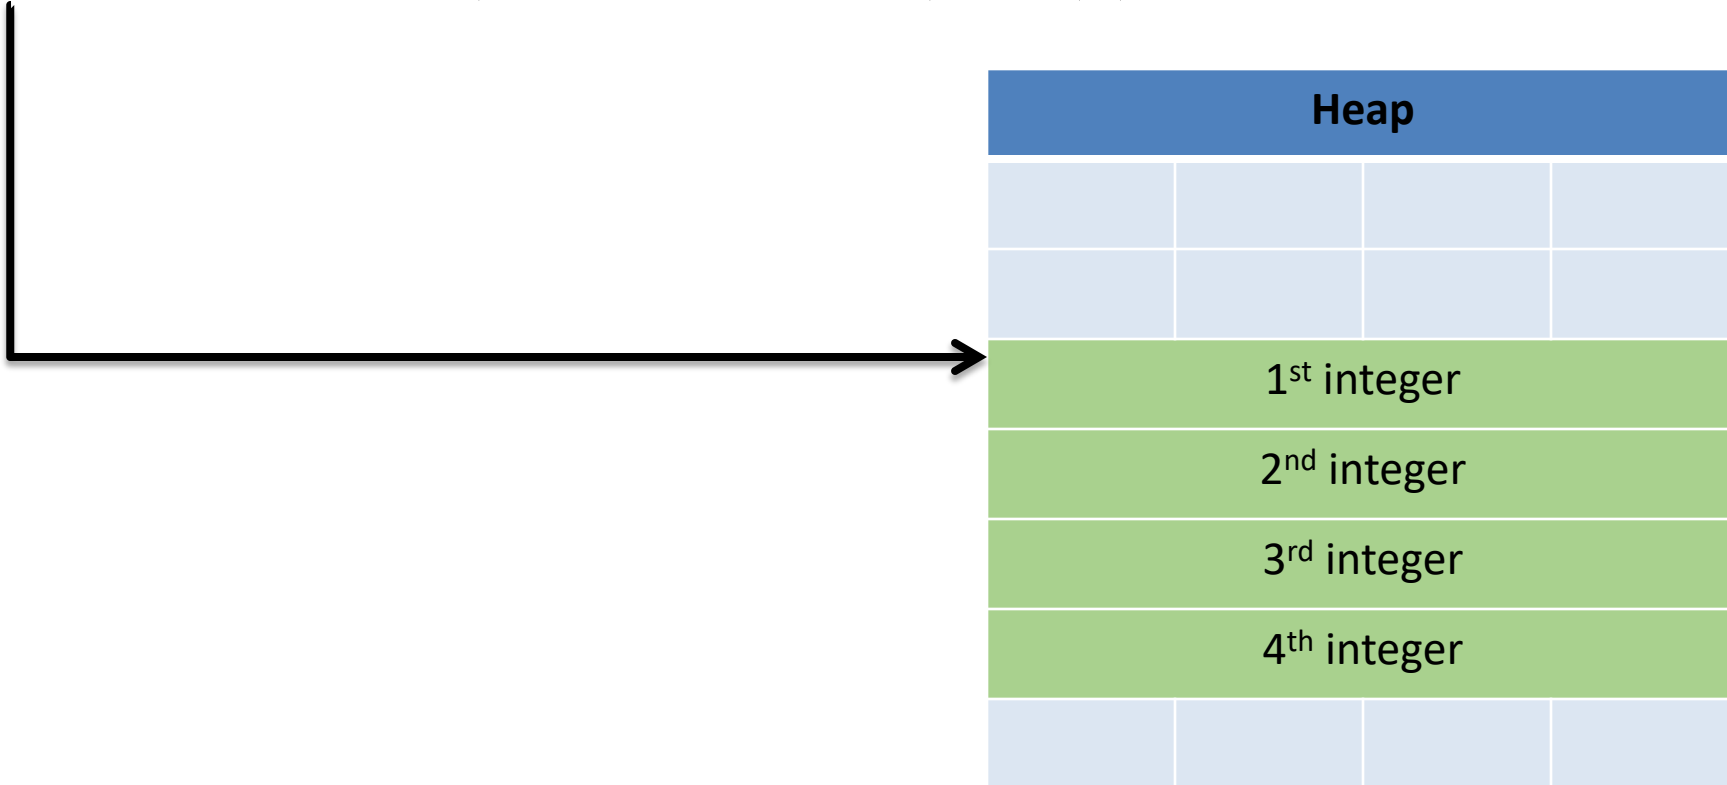 Heap
1st integer
2nd integer
3rd integer
4th integer